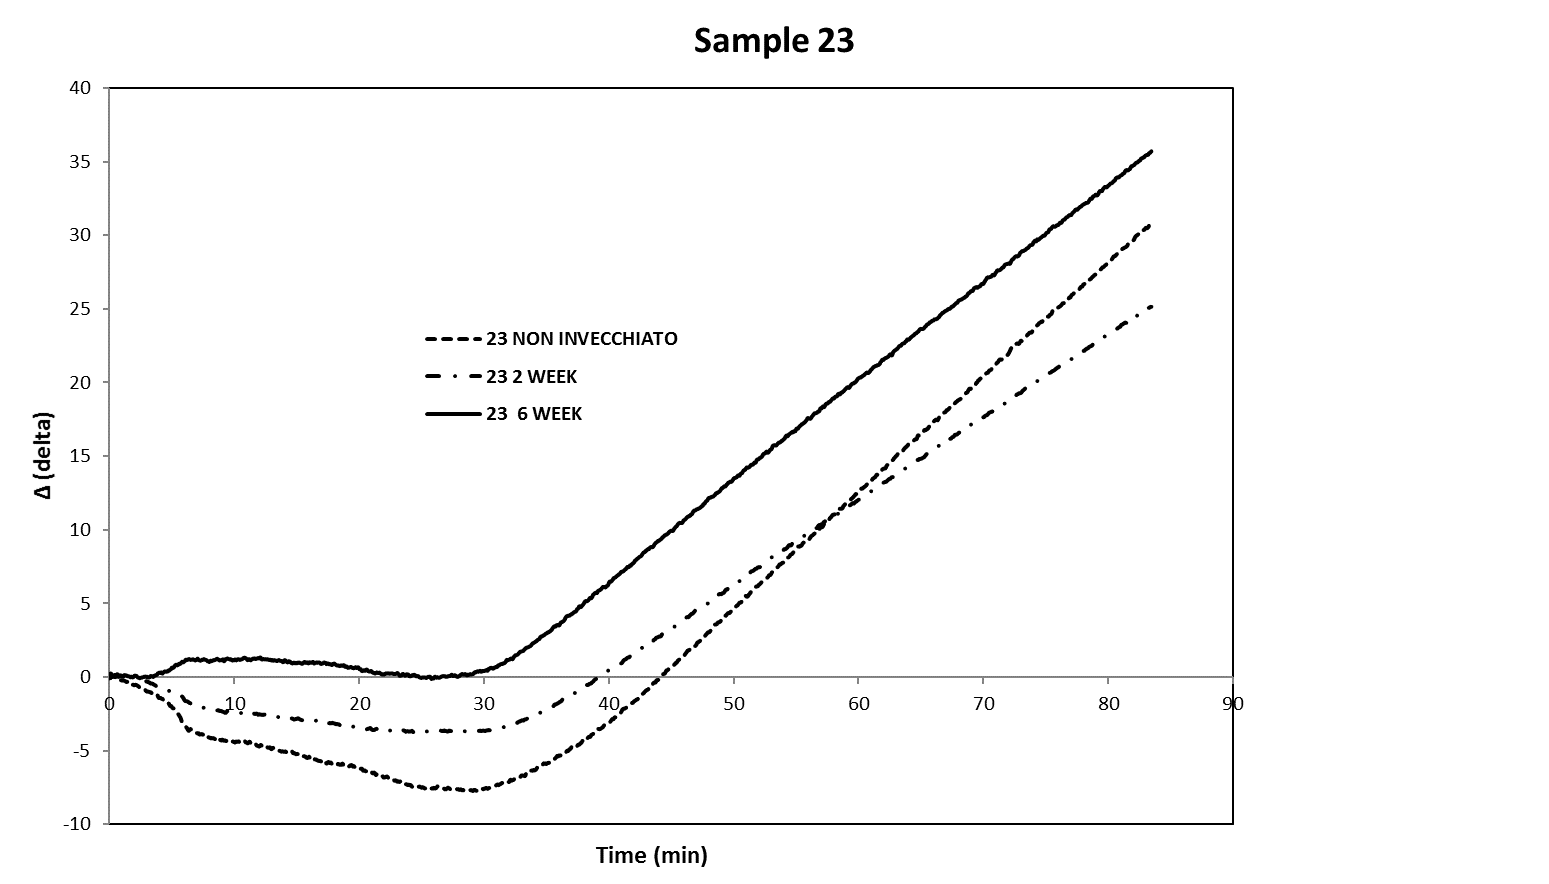 Sample 23
40
35
30
25
20
15
10
5
0
-5
-10
Δ (delta)
23 NON INVECCHIATO
23 2 WEEK
23  6 WEEK
0 10 20 30 40 50 60 70 80 90
Time (min)